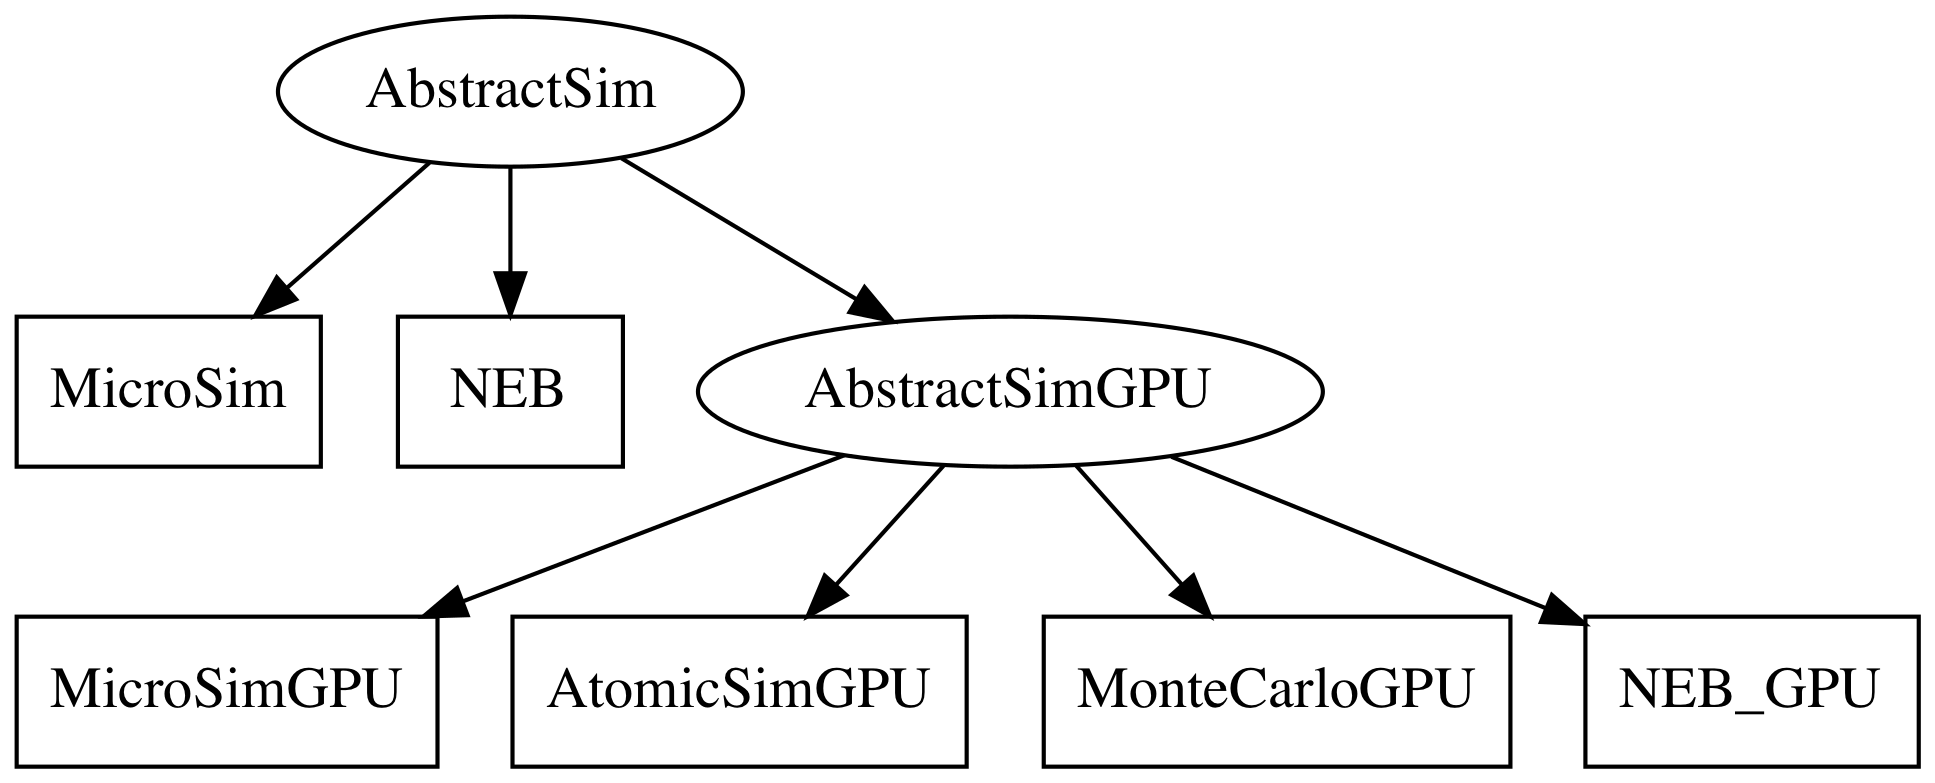 AbstractSim
MicroSim
NEB
AbstractSimGPU
MicroSimGPU
AtomicSimGPU
MonteCarloGPU
NEB_GPU